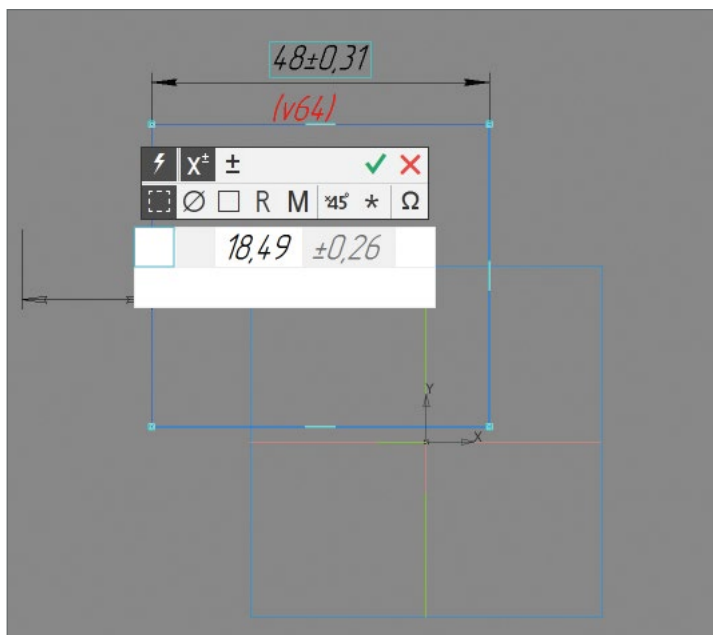 48±0,31
(v64)
X± ±
Ø □ R M ×45° * Ω
18,49 ±0,26
Y
X